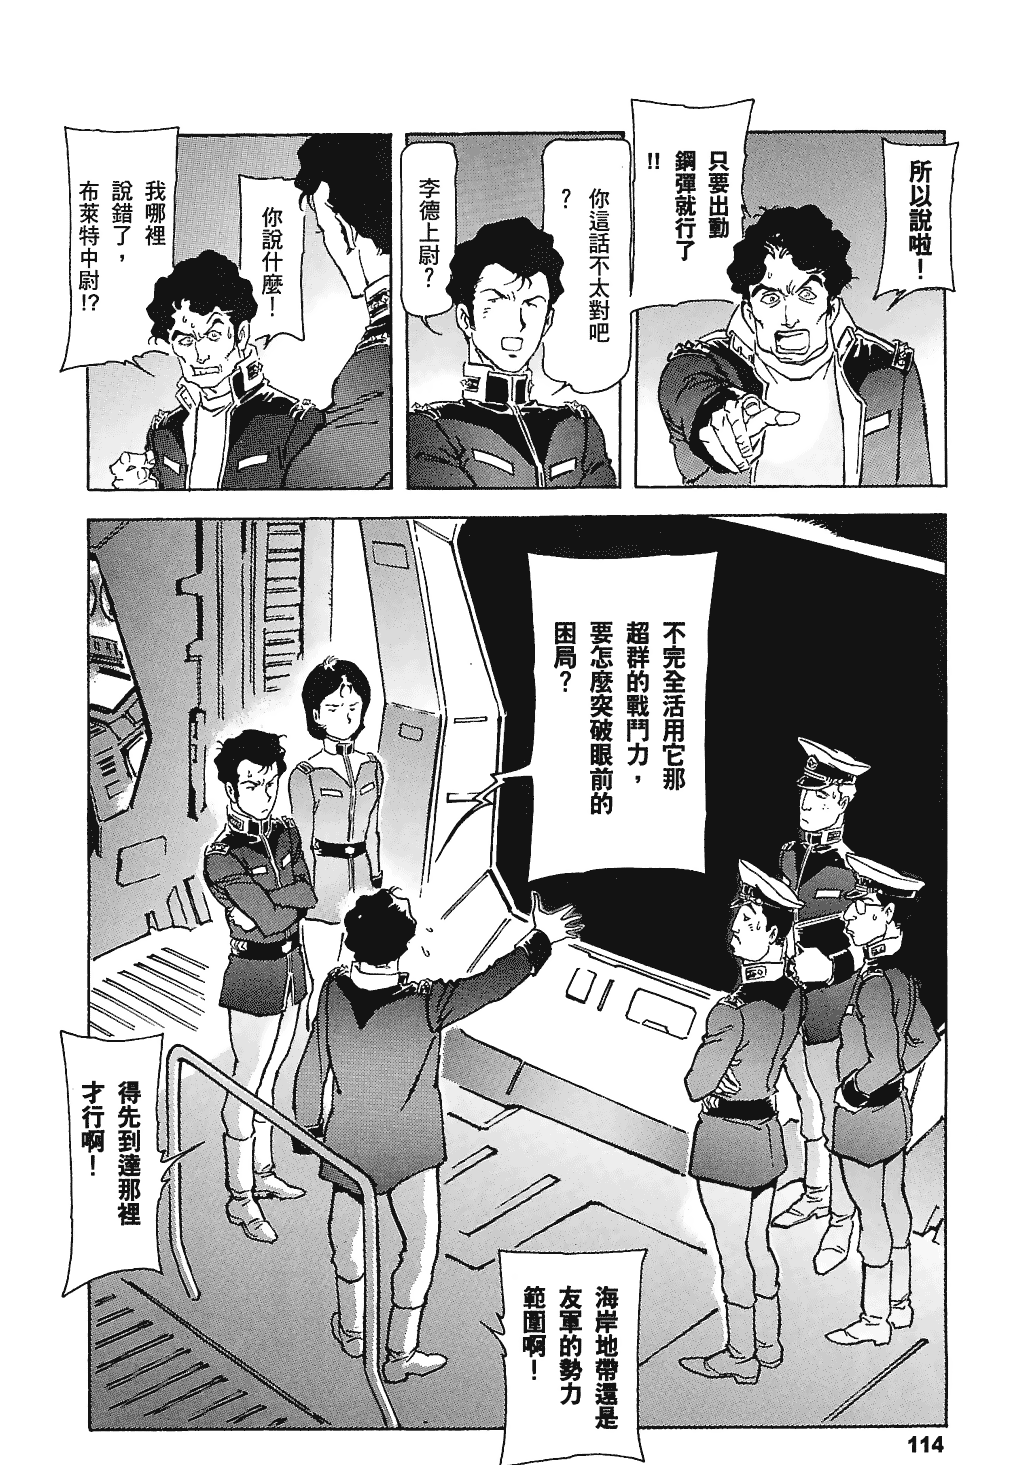 所以說啦！
只要出動
鋼彈就行了
!!
你這話不太對吧
？
李德上尉？
你說什麼！
我哪裡
說錯了，
布萊特中尉!?
不完全活用它那
超群的戰鬥力，
要怎麼突破眼前的
困局？
海岸地帶還是
友軍的勢力
範圍啊！
得先到達那裡
才行啊！
114